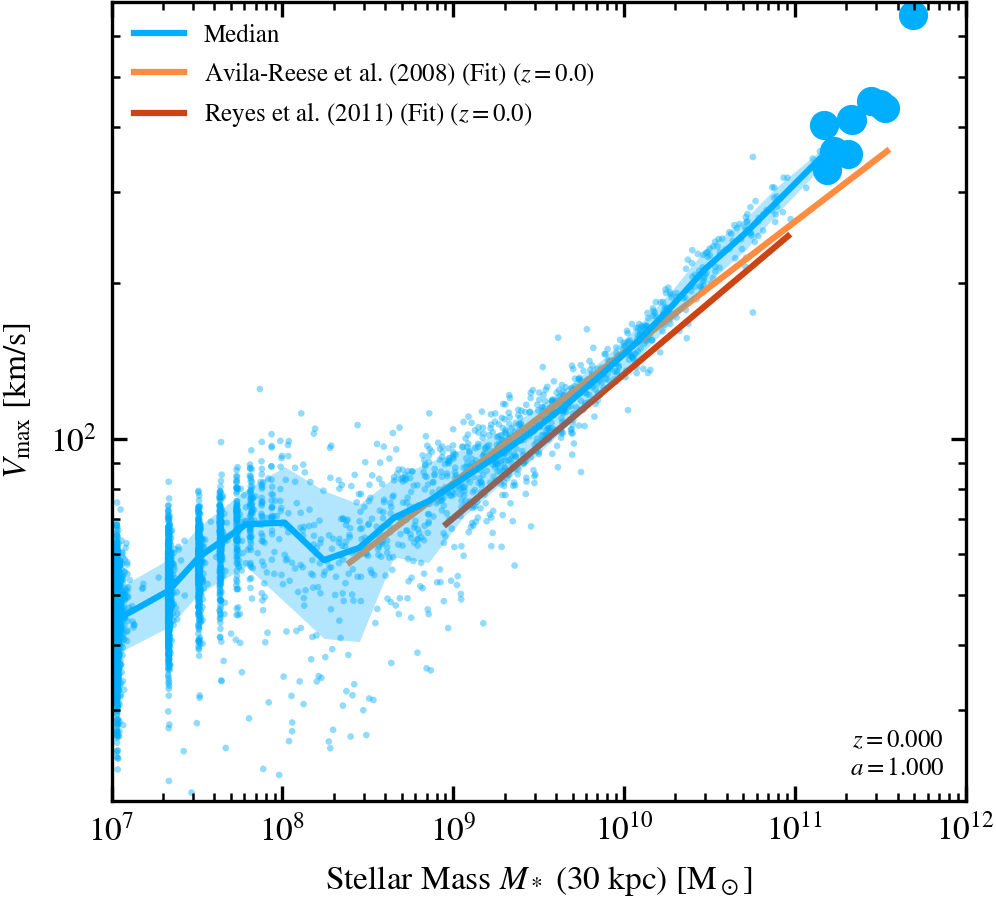 Median
Avila-Reese et al. (2008) (Fit) (z = 0.0)
Reyes et al. (2011) (Fit) (z = 0.0)
V_max [km/s]
10²
z = 0.000
a = 1.000
10⁷ 10⁸ 10⁹ 10¹⁰ 10¹¹ 10¹²
Stellar Mass M_* (30 kpc) [M_⊙]